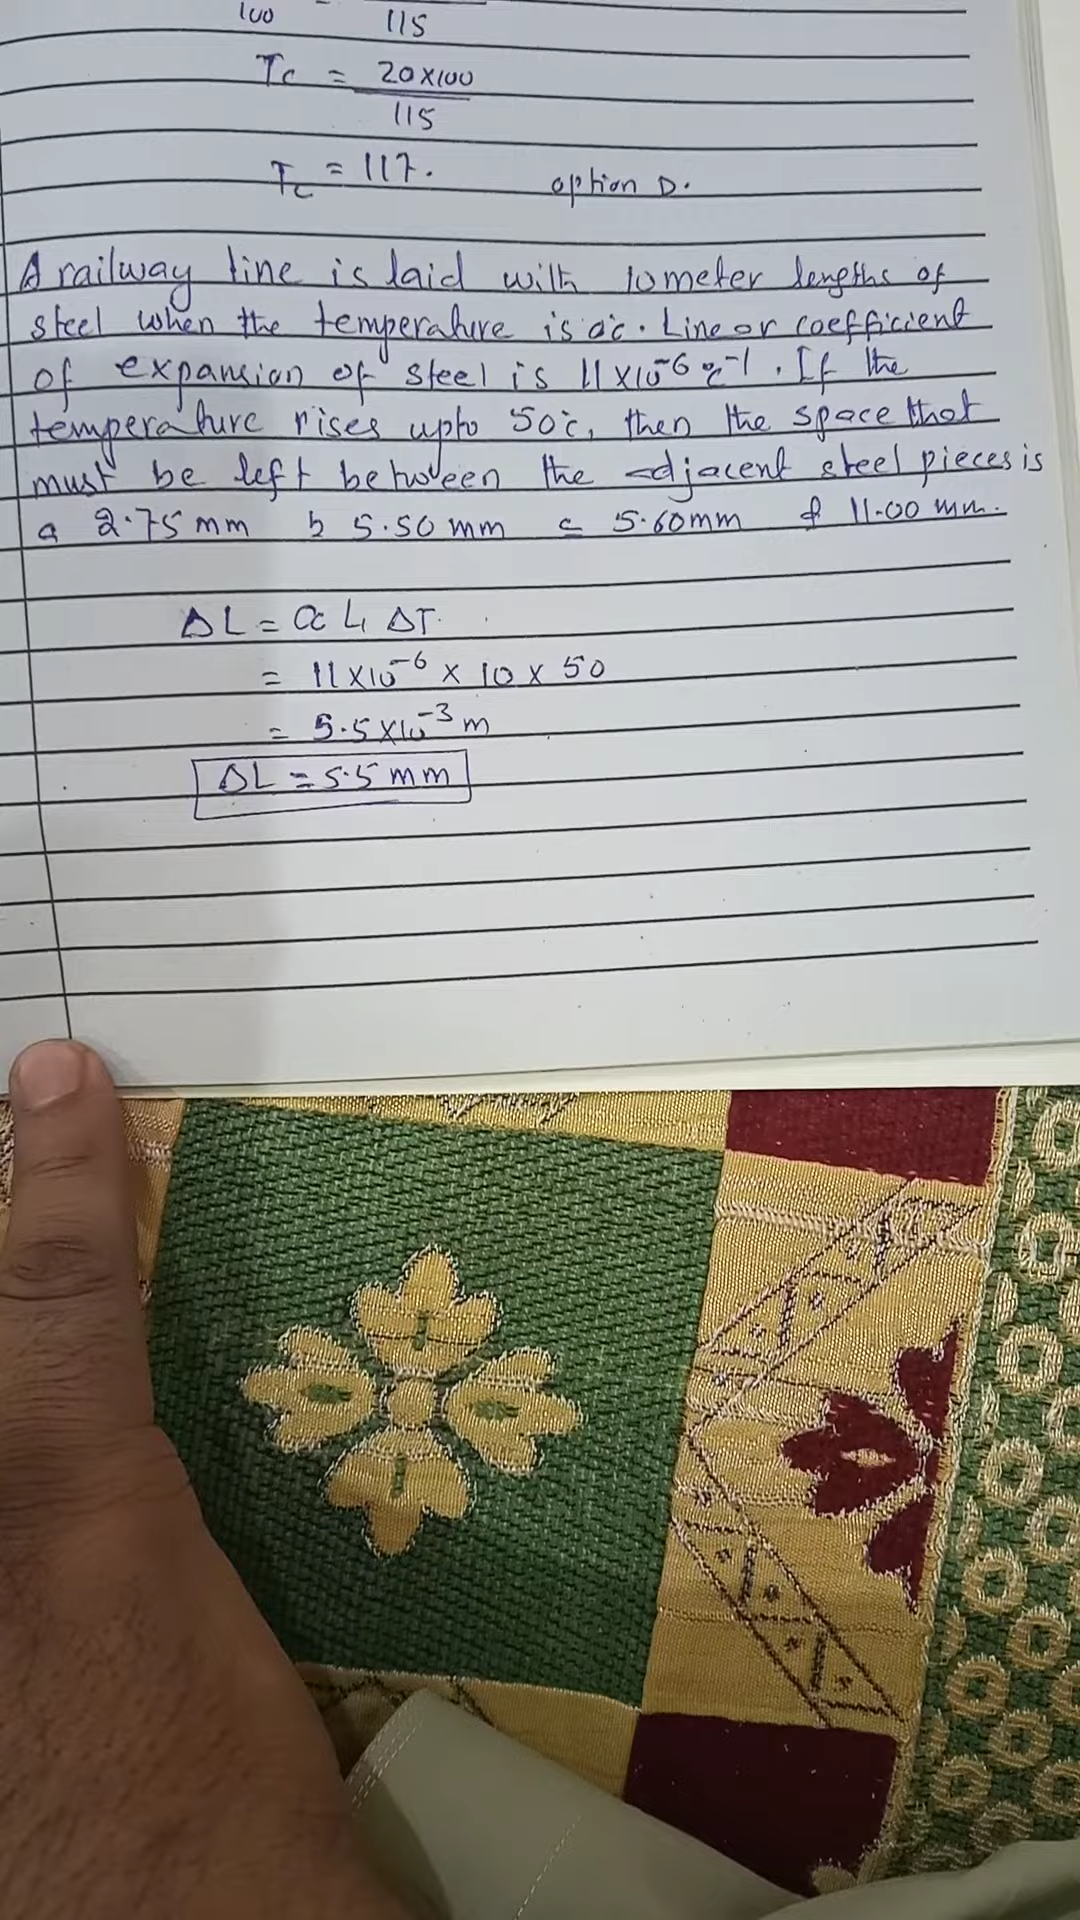 100 - 115
Tc = 20x100
115
Tc = 117. option D.
A railway line is laid with 10 meter lengths of
steel when the temperature is 0°c. Linear coefficient
of expansion of steel is 11x10^-6 °c^-1. If the
temperature rises upto 50°c, then the space that
must be left between the adjacent steel pieces is
a 2.75 mm b 5.50 mm c 5.60mm d 11.00 mm.
ΔL = α L1 ΔT.
= 11x10^-6 x 10 x 50
= 5.5x10^-3 m
ΔL = 5.5 mm